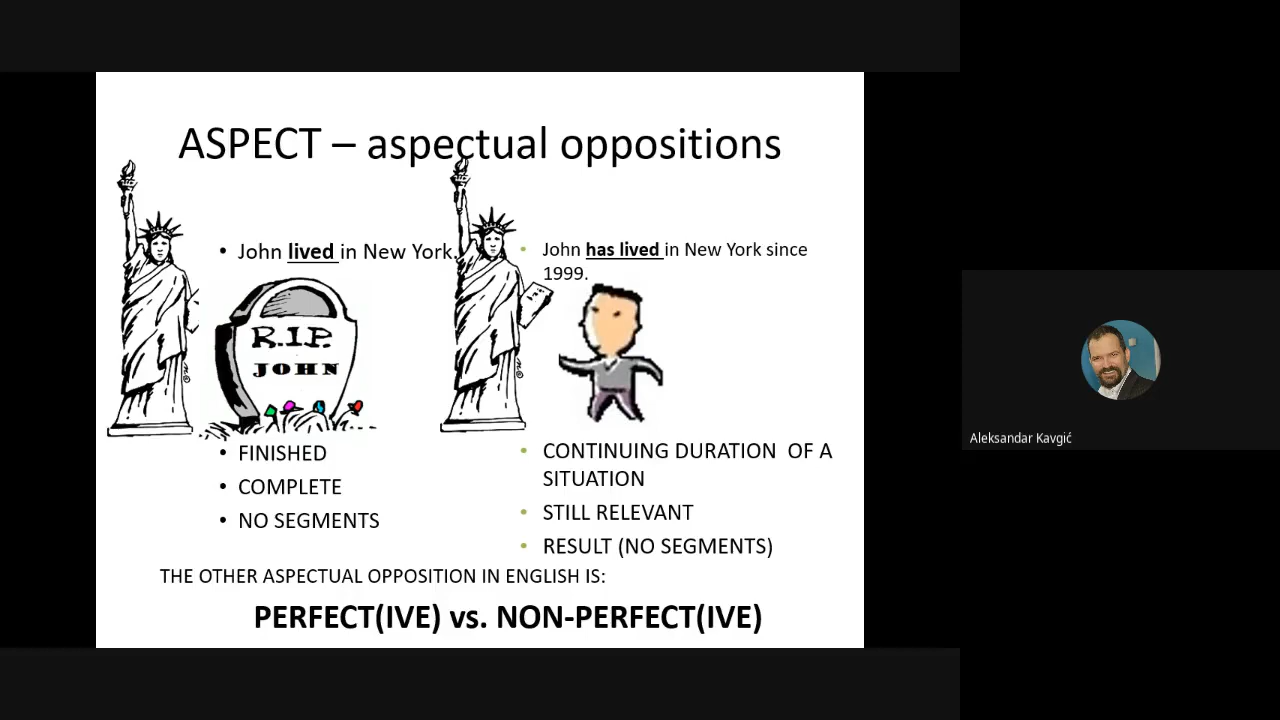 ASPECT – aspectual oppositions
• John lived in New York.
R.I.P.
JOHN
• FINISHED
• COMPLETE
• NO SEGMENTS
• John has lived in New York since
1999.
• CONTINUING DURATION OF A
SITUATION
• STILL RELEVANT
• RESULT (NO SEGMENTS)
THE OTHER ASPECTUAL OPPOSITION IN ENGLISH IS:
PERFECT(IVE) vs. NON-PERFECT(IVE)
Aleksandar Kavgić